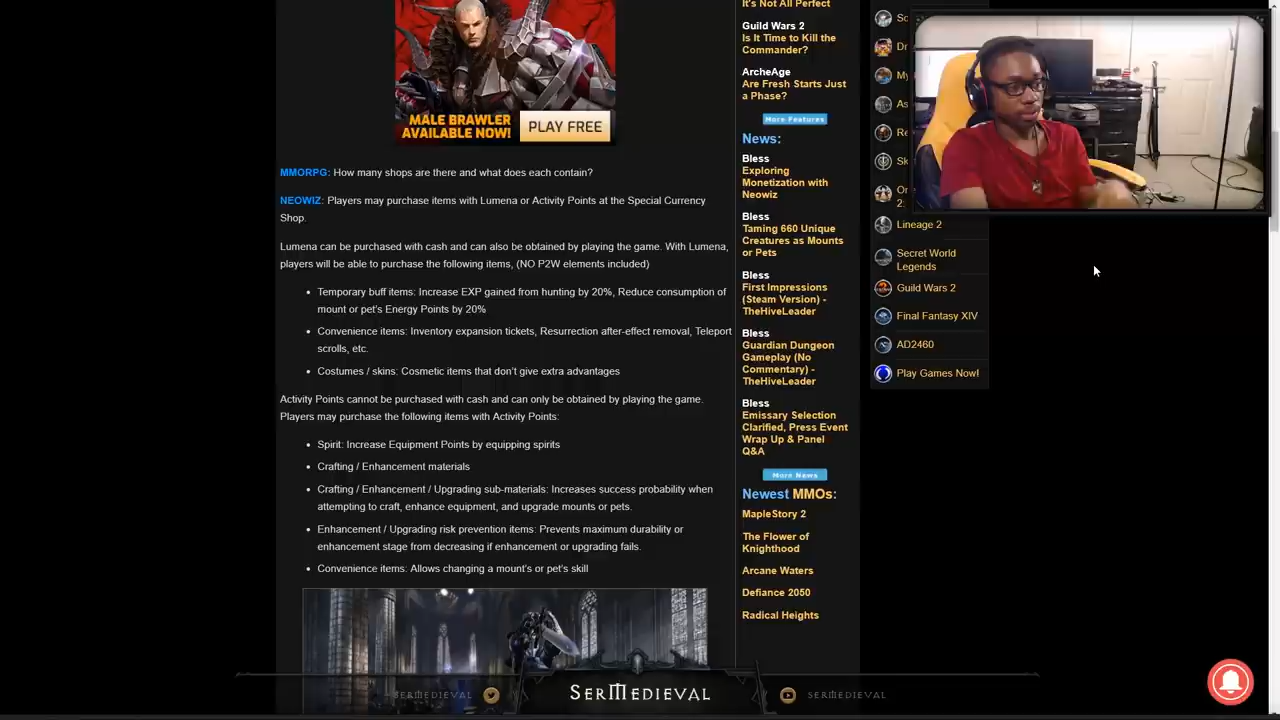 MALE BRAWLER
AVAILABLE NOW!
PLAY FREE
MMORPG: How many shops are there and what does each contain?
NEOWIZ: Players may purchase items with Lumena or Activity Points at the Special Currency
Shop.
Lumena can be purchased with cash and can also be obtained by playing the game. With Lumena,
players will be able to purchase the following items, (NO P2W elements included)
• Temporary buff items: Increase EXP gained from hunting by 20%, Reduce consumption of
mount or pet's Energy Points by 20%
• Convenience items: Inventory expansion tickets, Resurrection after-effect removal, Teleport
scrolls, etc.
• Costumes / skins: Cosmetic items that don't give extra advantages
Activity Points cannot be purchased with cash and can only be obtained by playing the game.
Players may purchase the following items with Activity Points:
• Spirit: Increase Equipment Points by equipping spirits
• Crafting / Enhancement materials
• Crafting / Enhancement / Upgrading sub-materials: Increases success probability when
attempting to craft, enhance equipment, and upgrade mounts or pets.
• Enhancement / Upgrading risk prevention items: Prevents maximum durability or
enhancement stage from decreasing if enhancement or upgrading fails.
• Convenience items: Allows changing a mount's or pet's skill
It's Not All Perfect
Guild Wars 2
Is It Time to Kill the
Commander?
ArcheAge
Are Fresh Starts Just
a Phase?
More Features
News:
Bless
Exploring
Monetization with
Neowiz
Bless
Taming 660 Unique
Creatures as Mounts
or Pets
Bless
First Impressions
(Steam Version) -
TheHiveLeader
Bless
Guardian Dungeon
Gameplay (No
Commentary) -
TheHiveLeader
Bless
Emissary Selection
Clarified, Press Event
Wrap Up & Panel
Q&A
More News
Newest MMOs:
MapleStory 2
The Flower of
Knighthood
Arcane Waters
Defiance 2050
Radical Heights
So
Dr
My
As
Re
Sk
On
2:
Lineage 2
Secret World
Legends
Guild Wars 2
Final Fantasy XIV
AD2460
Play Games Now!
SERMEDIEVAL
SERMEDIEVAL
SERMEDIEVAL